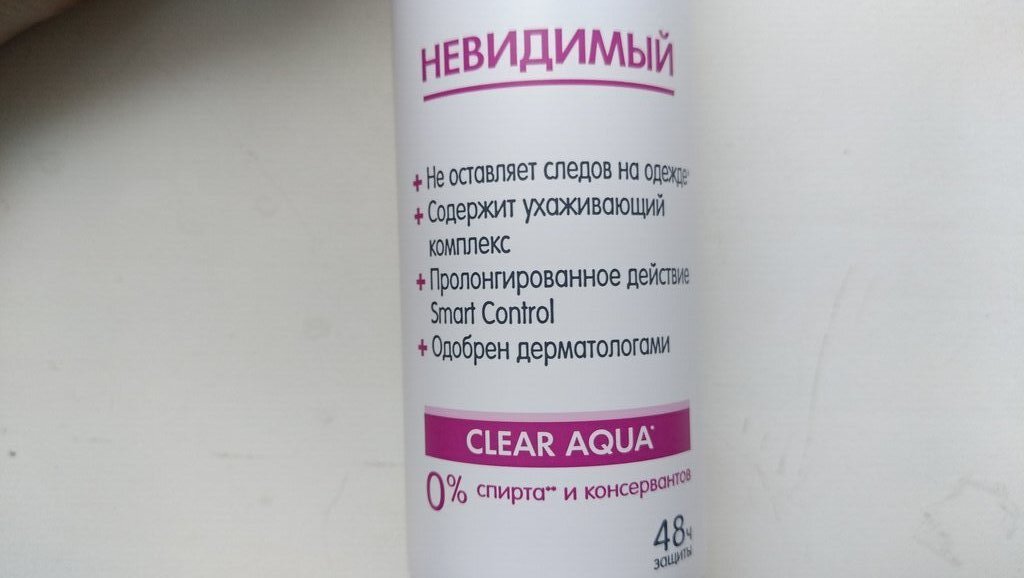 НЕВИДИМЫЙ
+ Не оставляет следов на одежде*
+ Содержит ухаживающий
комплекс
+ Пролонгированное действие
Smart Control
+ Одобрен дерматологами
CLEAR AQUA*
0% спирта** и консервантов
48ч
защиты